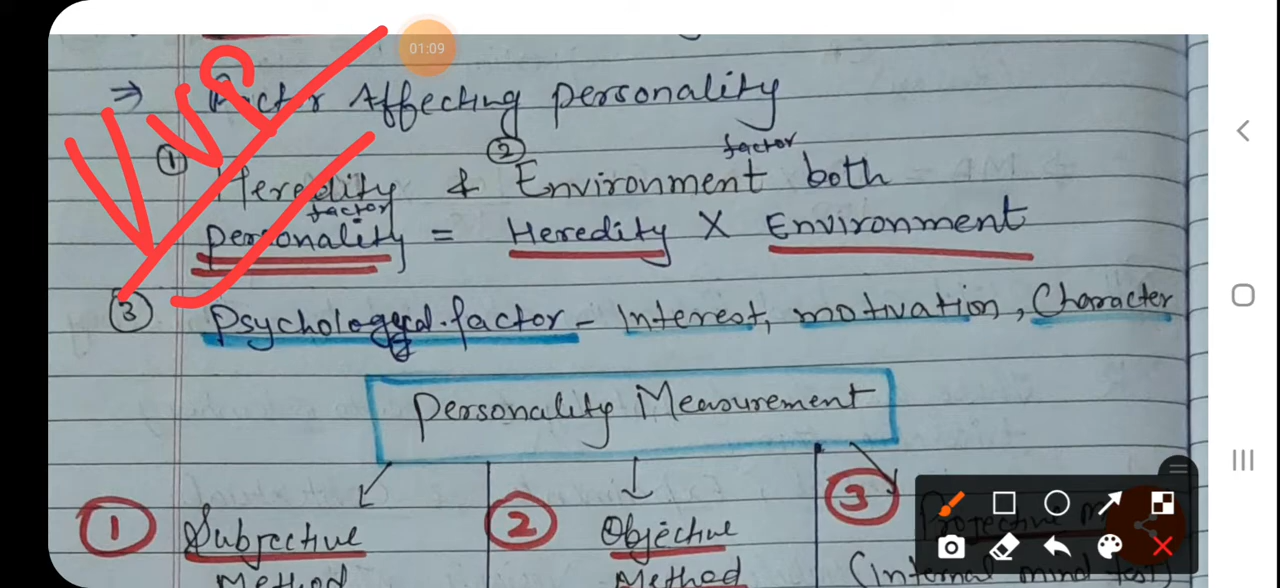 01:09
VVI
⇒ Factor Affecting personality
① Heredity factor & ② Environment factor both
personality = Heredity X Environment
③ Psychological factor - Interest, motivation, Character
Personality Measurement
① Subjective Method
② Objective Method
③ Projective
(Internal mind test)